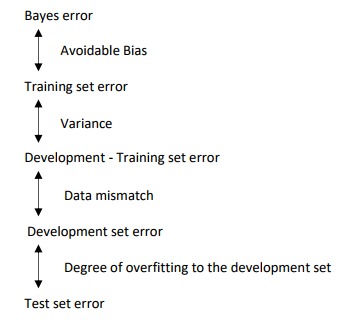 Bayes error
Avoidable Bias
Training set error
Variance
Development - Training set error
Data mismatch
Development set error
Degree of overfitting to the development set
Test set error